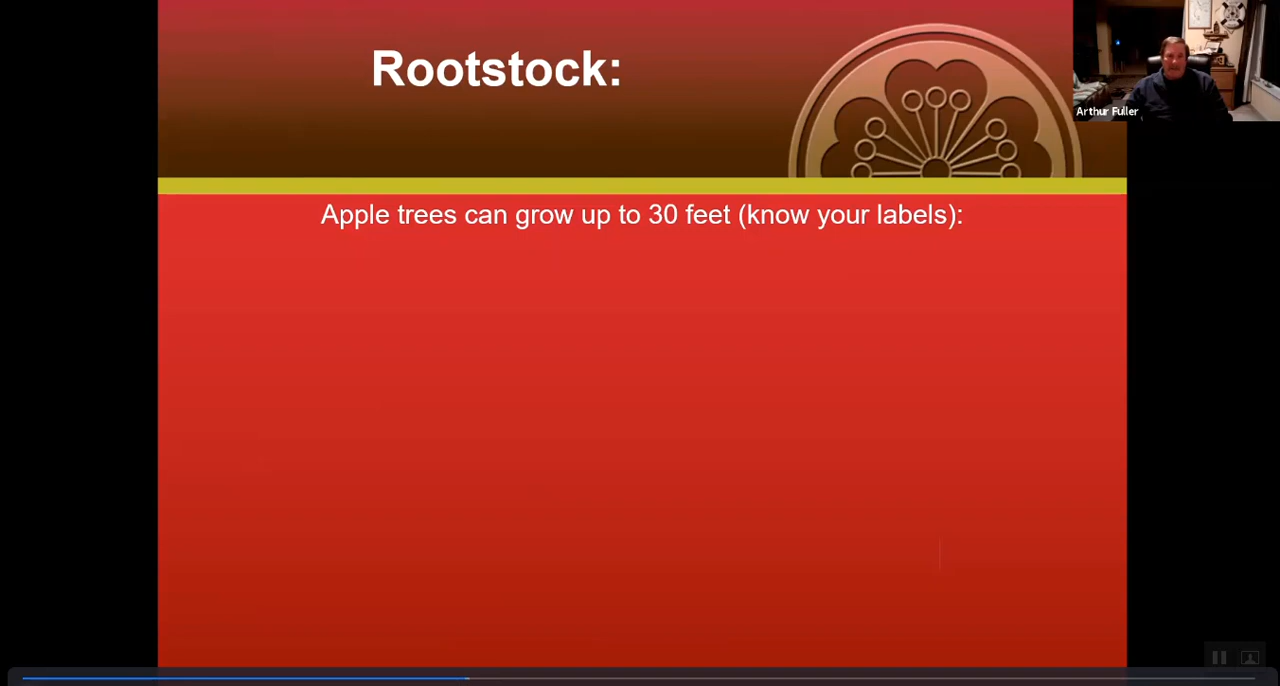 Rootstock:
Arthur Fuller
Apple trees can grow up to 30 feet (know your labels):